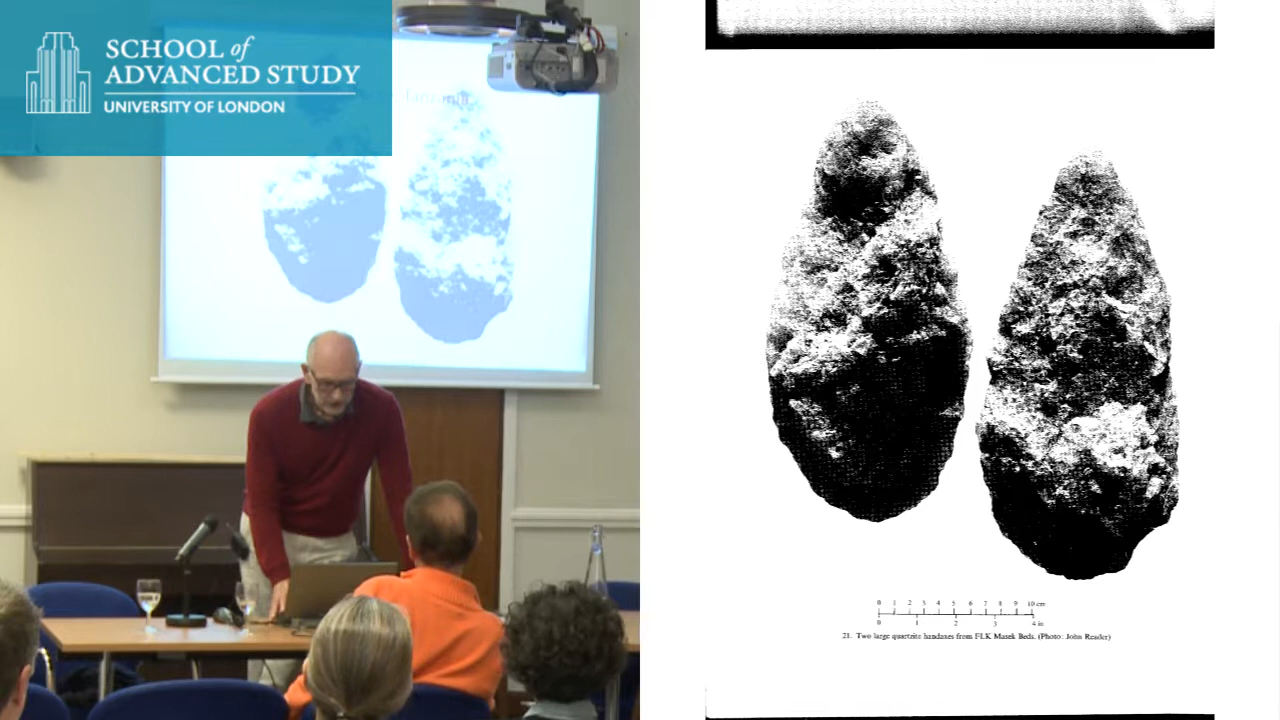 SCHOOL of
ADVANCED STUDY
UNIVERSITY OF LONDON
Tanzania
0 1 2 3 4 5 6 7 8 9 10 cm
0 1 2 3 4 in
21. Two large quartzite handaxes from FLK Masek Beds. (Photo: John Reader)